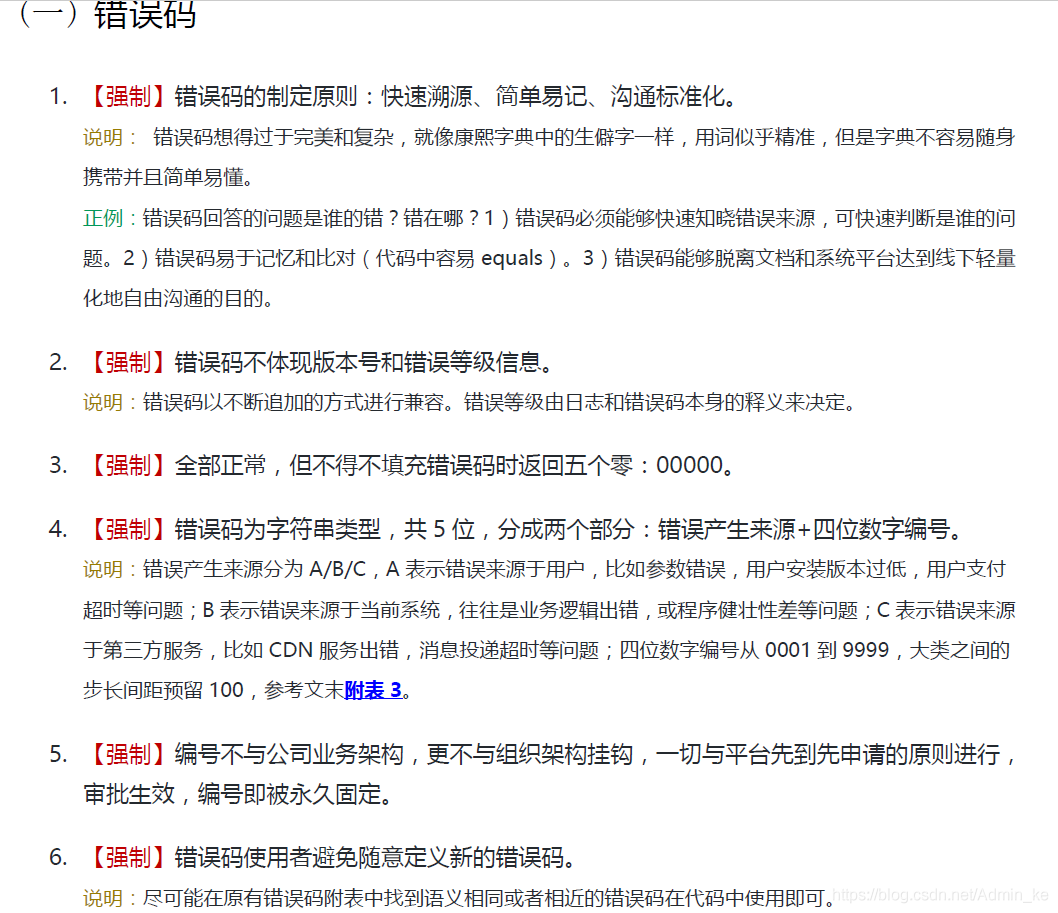 （一）错误码
1. 【强制】错误码的制定原则：快速溯源、简单易记、沟通标准化。
说明： 错误码想得过于完美和复杂，就像康熙字典中的生僻字一样，用词似乎精准，但是字典不容易随身
携带并且简单易懂。
正例：错误码回答的问题是谁的错？错在哪？1）错误码必须能够快速知晓错误来源，可快速判断是谁的问
题。2）错误码易于记忆和比对（代码中容易 equals）。3）错误码能够脱离文档和系统平台达到线下轻量
化地自由沟通的目的。
2. 【强制】错误码不体现版本号和错误等级信息。
说明：错误码以不断追加的方式进行兼容。错误等级由日志和错误码本身的释义来决定。
3. 【强制】全部正常，但不得不填充错误码时返回五个零：00000。
4. 【强制】错误码为字符串类型，共 5 位，分成两个部分：错误产生来源+四位数字编号。
说明：错误产生来源分为 A/B/C，A 表示错误来源于用户，比如参数错误，用户安装版本过低，用户支付
超时等问题；B 表示错误来源于当前系统，往往是业务逻辑出错，或程序健壮性差等问题；C 表示错误来源
于第三方服务，比如 CDN 服务出错，消息投递超时等问题；四位数字编号从 0001 到 9999，大类之间的
步长间距预留 100，参考文末附表 3。
5. 【强制】编号不与公司业务架构，更不与组织架构挂钩，一切与平台先到先申请的原则进行，
审批生效，编号即被永久固定。
6. 【强制】错误码使用者避免随意定义新的错误码。
说明：尽可能在原有错误码附表中找到语义相同或者相近的错误码在代码中使用即可。
https://blog.csdn.net/Admin_ke